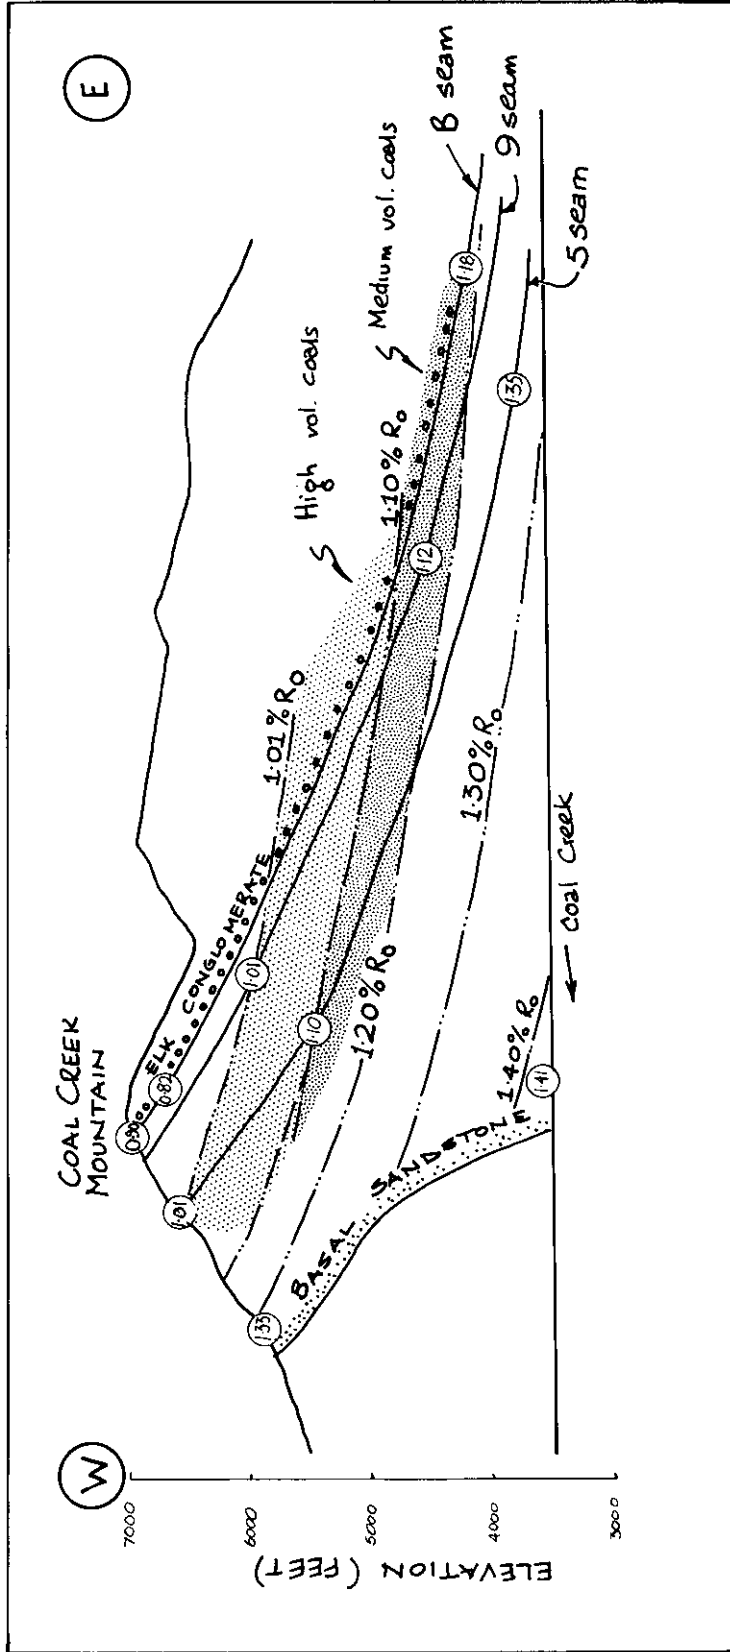 W
E
COAL CREEK
MOUNTAIN
7000
6000
5000
4000
3000
ELEVATION (FEET)
ELK CONGLOMERATE
High vol. coals
Medium vol. coals
B seam
9 seam
5 seam
1.01% Ro
1.10% Ro
1.20% Ro
1.30% Ro
1.40% Ro
0.82
1.01
1.01
1.10
1.12
1.18
1.33
1.35
1.41
BASAL SANDSTONE
Coal Creek